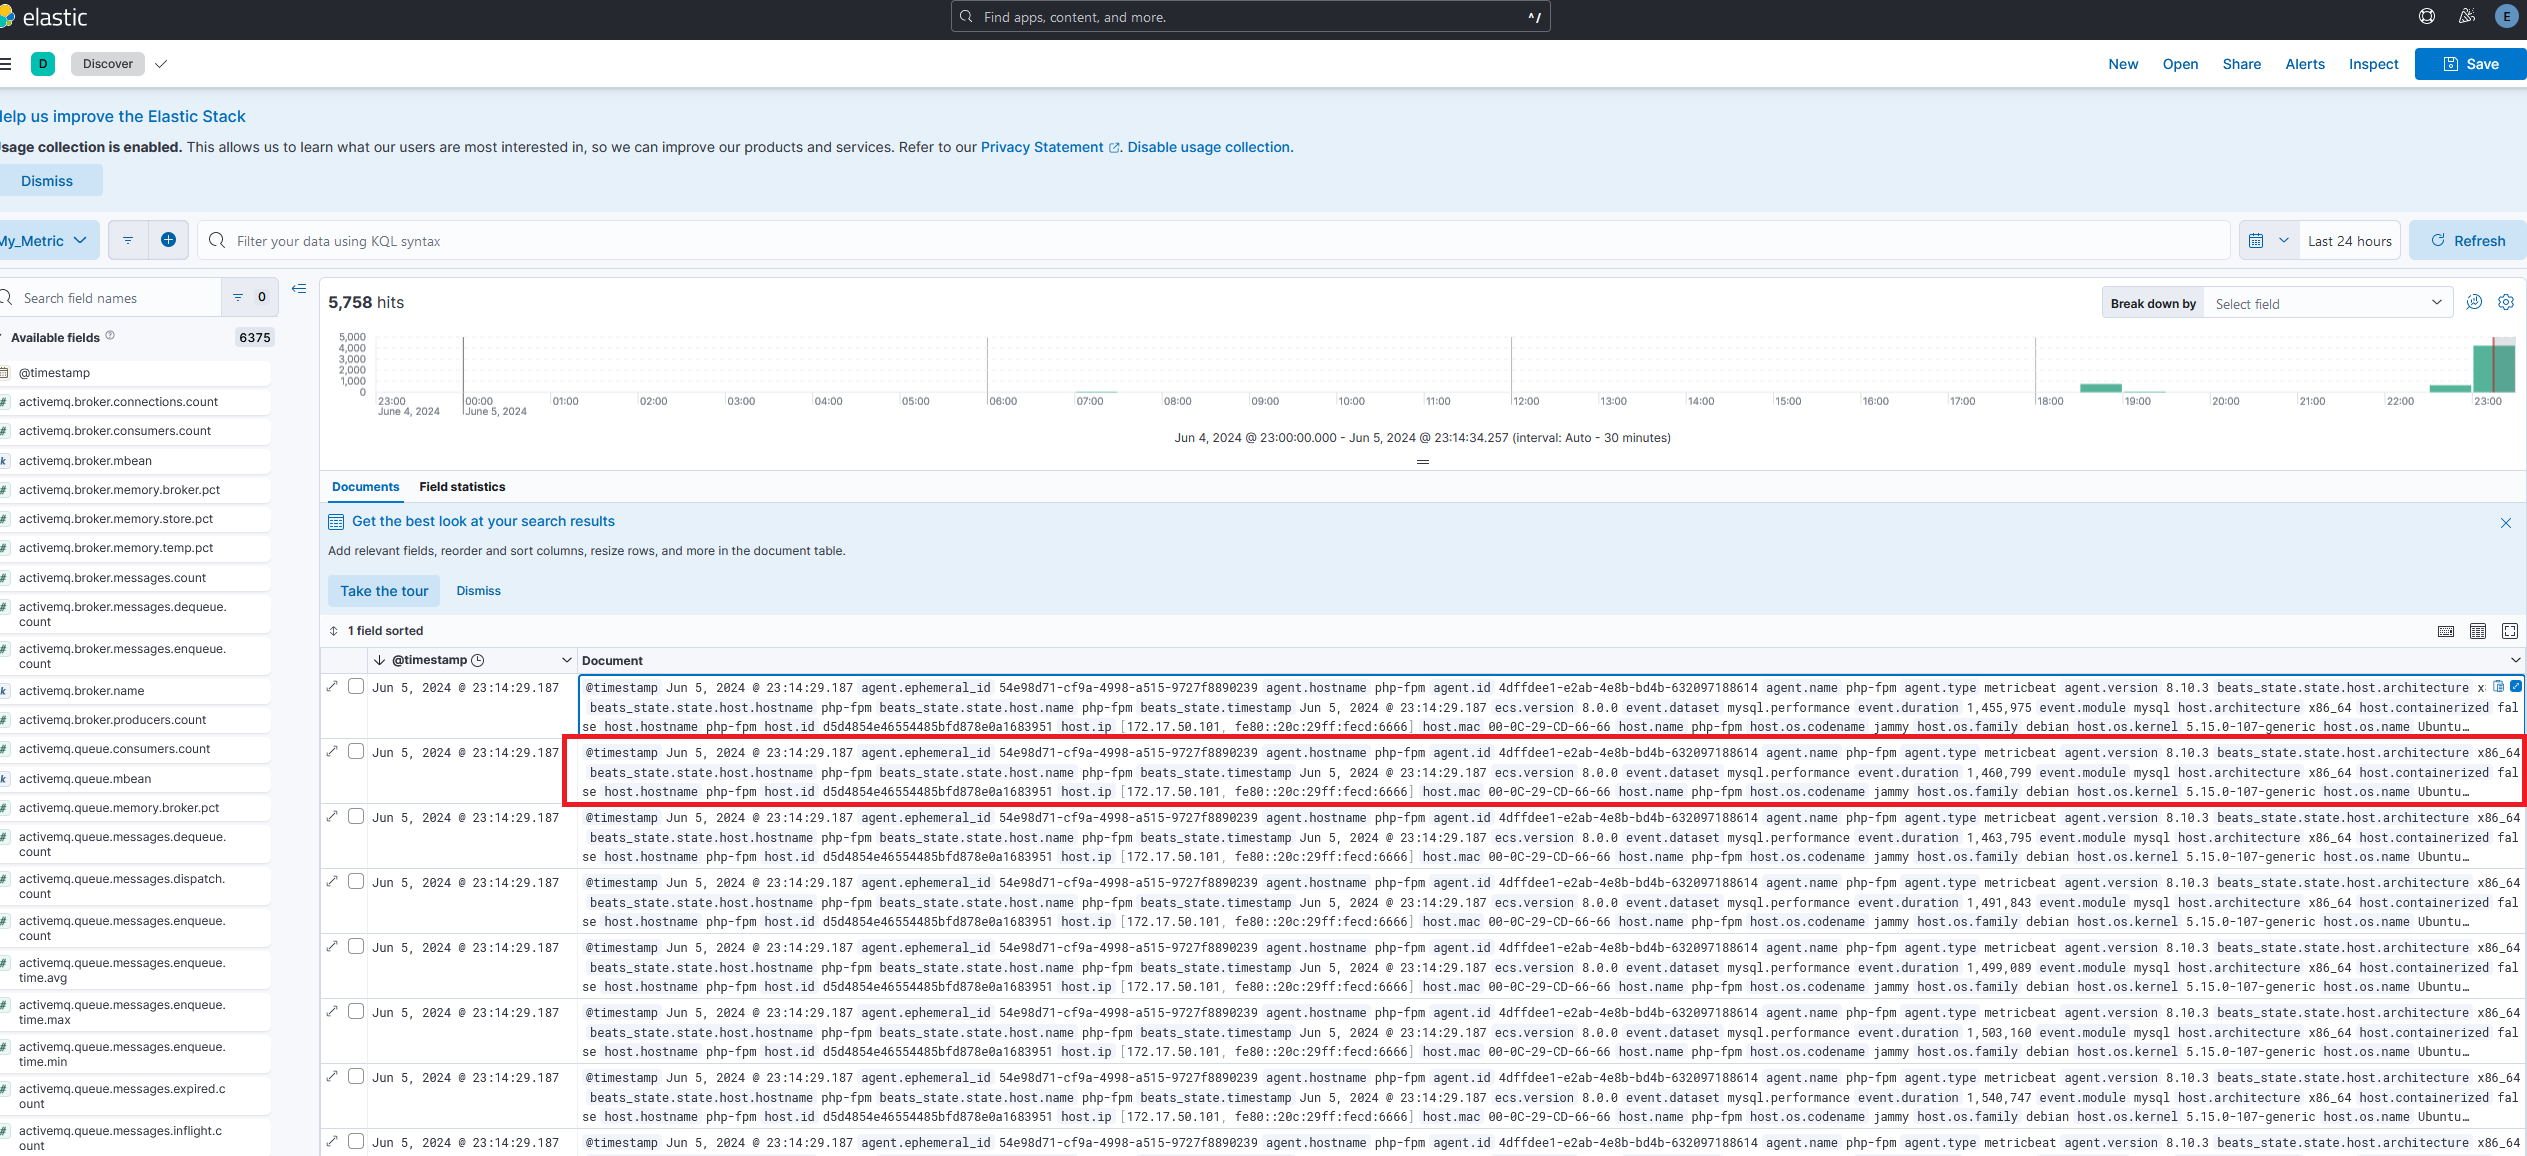 elastic
Find apps, content, and more.
^/
E
D
Discover
New
Open
Share
Alerts
Inspect
Save
elp us improve the Elastic Stack
sage collection is enabled. This allows us to learn what our users are most interested in, so we can improve our products and services. Refer to our Privacy Statement. Disable usage collection.
Dismiss
My_Metric
Filter your data using KQL syntax
Last 24 hours
Refresh
Search field names
0
Available fields
6375
@timestamp
activemq.broker.connections.count
activemq.broker.consumers.count
activemq.broker.mbean
activemq.broker.memory.broker.pct
activemq.broker.memory.store.pct
activemq.broker.memory.temp.pct
activemq.broker.messages.count
activemq.broker.messages.dequeue.
count
activemq.broker.messages.enqueue.
count
activemq.broker.name
activemq.broker.producers.count
activemq.queue.consumers.count
activemq.queue.mbean
activemq.queue.memory.broker.pct
activemq.queue.messages.dequeue.
count
activemq.queue.messages.dispatch.
count
activemq.queue.messages.enqueue.
count
activemq.queue.messages.enqueue.
time.avg
activemq.queue.messages.enqueue.
time.max
activemq.queue.messages.enqueue.
time.min
activemq.queue.messages.expired.c
ount
activemq.queue.messages.inflight.c
ount
5,758 hits
Break down by
Select field
5,000
4,000
3,000
2,000
1,000
0
23:00 00:00 01:00 02:00 03:00 04:00 05:00 06:00 07:00 08:00 09:00 10:00 11:00 12:00 13:00 14:00 15:00 16:00 17:00 18:00 19:00 20:00 21:00 22:00 23:00
June 4, 2024 June 5, 2024
Jun 4, 2024 @ 23:00:00.000 - Jun 5, 2024 @ 23:14:34.257 (interval: Auto - 30 minutes)
Documents
Field statistics
Get the best look at your search results
Add relevant fields, reorder and sort columns, resize rows, and more in the document table.
Take the tour
Dismiss
1 field sorted
@timestamp
Document
Jun 5, 2024 @ 23:14:29.187
@timestamp Jun 5, 2024 @ 23:14:29.187 agent.ephemeral_id 54e98d71-cf9a-4998-a515-9727f8890239 agent.hostname php-fpm agent.id 4dffdee1-e2ab-4e8b-bd4b-632097188614 agent.name php-fpm agent.type metricbeat agent.version 8.10.3 beats_state.state.host.architecture
beats_state.state.host.hostname php-fpm beats_state.state.host.name php-fpm beats_state.timestamp Jun 5, 2024 @ 23:14:29.187 ecs.version 8.0.0 event.dataset mysql.performance event.duration 1,455,975 event.module mysql host.architecture x86_64 host.containerized fal
se host.hostname php-fpm host.id d5d4854e46554485bfd878e0a1683951 host.ip [172.17.50.101, fe80::20c:29ff:fecd:6666] host.mac 00-0C-29-CD-66-66 host.name php-fpm host.os.codename jammy host.os.family debian host.os.kernel 5.15.0-107-generic host.os.name Ubuntu…
Jun 5, 2024 @ 23:14:29.187
@timestamp Jun 5, 2024 @ 23:14:29.187 agent.ephemeral_id 54e98d71-cf9a-4998-a515-9727f8890239 agent.hostname php-fpm agent.id 4dffdee1-e2ab-4e8b-bd4b-632097188614 agent.name php-fpm agent.type metricbeat agent.version 8.10.3 beats_state.state.host.architecture x86_64
beats_state.state.host.hostname php-fpm beats_state.state.host.name php-fpm beats_state.timestamp Jun 5, 2024 @ 23:14:29.187 ecs.version 8.0.0 event.dataset mysql.performance event.duration 1,460,799 event.module mysql host.architecture x86_64 host.containerized fal
se host.hostname php-fpm host.id d5d4854e46554485bfd878e0a1683951 host.ip [172.17.50.101, fe80::20c:29ff:fecd:6666] host.mac 00-0C-29-CD-66-66 host.name php-fpm host.os.codename jammy host.os.family debian host.os.kernel 5.15.0-107-generic host.os.name Ubuntu…
Jun 5, 2024 @ 23:14:29.187
@timestamp Jun 5, 2024 @ 23:14:29.187 agent.ephemeral_id 54e98d71-cf9a-4998-a515-9727f8890239 agent.hostname php-fpm agent.id 4dffdee1-e2ab-4e8b-bd4b-632097188614 agent.name php-fpm agent.type metricbeat agent.version 8.10.3 beats_state.state.host.architecture x86_64
beats_state.state.host.hostname php-fpm beats_state.state.host.name php-fpm beats_state.timestamp Jun 5, 2024 @ 23:14:29.187 ecs.version 8.0.0 event.dataset mysql.performance event.duration 1,463,795 event.module mysql host.architecture x86_64 host.containerized fal
se host.hostname php-fpm host.id d5d4854e46554485bfd878e0a1683951 host.ip [172.17.50.101, fe80::20c:29ff:fecd:6666] host.mac 00-0C-29-CD-66-66 host.name php-fpm host.os.codename jammy host.os.family debian host.os.kernel 5.15.0-107-generic host.os.name Ubuntu…
Jun 5, 2024 @ 23:14:29.187
@timestamp Jun 5, 2024 @ 23:14:29.187 agent.ephemeral_id 54e98d71-cf9a-4998-a515-9727f8890239 agent.hostname php-fpm agent.id 4dffdee1-e2ab-4e8b-bd4b-632097188614 agent.name php-fpm agent.type metricbeat agent.version 8.10.3 beats_state.state.host.architecture x86_64
beats_state.state.host.hostname php-fpm beats_state.state.host.name php-fpm beats_state.timestamp Jun 5, 2024 @ 23:14:29.187 ecs.version 8.0.0 event.dataset mysql.performance event.duration 1,491,843 event.module mysql host.architecture x86_64 host.containerized fal
se host.hostname php-fpm host.id d5d4854e46554485bfd878e0a1683951 host.ip [172.17.50.101, fe80::20c:29ff:fecd:6666] host.mac 00-0C-29-CD-66-66 host.name php-fpm host.os.codename jammy host.os.family debian host.os.kernel 5.15.0-107-generic host.os.name Ubuntu…
Jun 5, 2024 @ 23:14:29.187
@timestamp Jun 5, 2024 @ 23:14:29.187 agent.ephemeral_id 54e98d71-cf9a-4998-a515-9727f8890239 agent.hostname php-fpm agent.id 4dffdee1-e2ab-4e8b-bd4b-632097188614 agent.name php-fpm agent.type metricbeat agent.version 8.10.3 beats_state.state.host.architecture x86_64
beats_state.state.host.hostname php-fpm beats_state.state.host.name php-fpm beats_state.timestamp Jun 5, 2024 @ 23:14:29.187 ecs.version 8.0.0 event.dataset mysql.performance event.duration 1,499,089 event.module mysql host.architecture x86_64 host.containerized fal
se host.hostname php-fpm host.id d5d4854e46554485bfd878e0a1683951 host.ip [172.17.50.101, fe80::20c:29ff:fecd:6666] host.mac 00-0C-29-CD-66-66 host.name php-fpm host.os.codename jammy host.os.family debian host.os.kernel 5.15.0-107-generic host.os.name Ubuntu…
Jun 5, 2024 @ 23:14:29.187
@timestamp Jun 5, 2024 @ 23:14:29.187 agent.ephemeral_id 54e98d71-cf9a-4998-a515-9727f8890239 agent.hostname php-fpm agent.id 4dffdee1-e2ab-4e8b-bd4b-632097188614 agent.name php-fpm agent.type metricbeat agent.version 8.10.3 beats_state.state.host.architecture x86_64
beats_state.state.host.hostname php-fpm beats_state.state.host.name php-fpm beats_state.timestamp Jun 5, 2024 @ 23:14:29.187 ecs.version 8.0.0 event.dataset mysql.performance event.duration 1,503,160 event.module mysql host.architecture x86_64 host.containerized fal
se host.hostname php-fpm host.id d5d4854e46554485bfd878e0a1683951 host.ip [172.17.50.101, fe80::20c:29ff:fecd:6666] host.mac 00-0C-29-CD-66-66 host.name php-fpm host.os.codename jammy host.os.family debian host.os.kernel 5.15.0-107-generic host.os.name Ubuntu…
Jun 5, 2024 @ 23:14:29.187
@timestamp Jun 5, 2024 @ 23:14:29.187 agent.ephemeral_id 54e98d71-cf9a-4998-a515-9727f8890239 agent.hostname php-fpm agent.id 4dffdee1-e2ab-4e8b-bd4b-632097188614 agent.name php-fpm agent.type metricbeat agent.version 8.10.3 beats_state.state.host.architecture x86_64
beats_state.state.host.hostname php-fpm beats_state.state.host.name php-fpm beats_state.timestamp Jun 5, 2024 @ 23:14:29.187 ecs.version 8.0.0 event.dataset mysql.performance event.duration 1,540,747 event.module mysql host.architecture x86_64 host.containerized fal
se host.hostname php-fpm host.id d5d4854e46554485bfd878e0a1683951 host.ip [172.17.50.101, fe80::20c:29ff:fecd:6666] host.mac 00-0C-29-CD-66-66 host.name php-fpm host.os.codename jammy host.os.family debian host.os.kernel 5.15.0-107-generic host.os.name Ubuntu…
Jun 5, 2024 @ 23:14:29.187
@timestamp Jun 5, 2024 @ 23:14:29.187 agent.ephemeral_id 54e98d71-cf9a-4998-a515-9727f8890239 agent.hostname php-fpm agent.id 4dffdee1-e2ab-4e8b-bd4b-632097188614 agent.name php-fpm agent.type metricbeat agent.version 8.10.3 beats_state.state.host.architecture x86_64